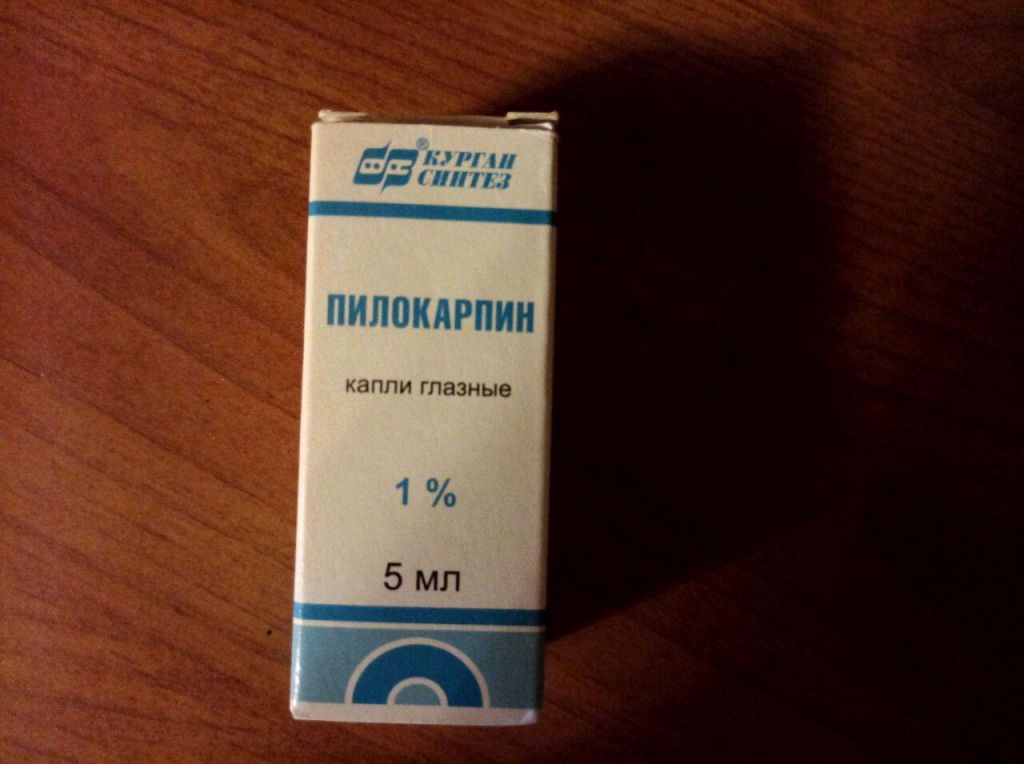 ®
КУРГАН
СИНТЕЗ
ПИЛОКАРПИН
капли глазные
1 %
5 мл